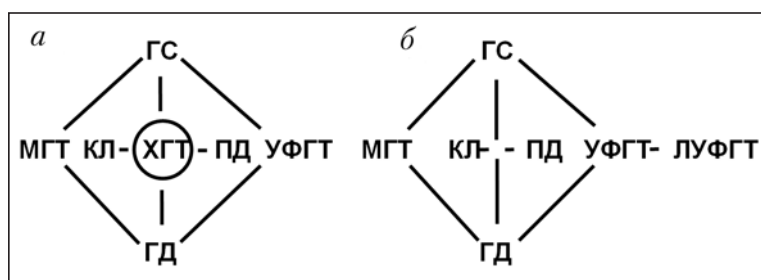 а б
ГС ГС
МГТ КЛ- ХГТ - ПД УФГТ МГТ КЛ- - ПД УФГТ- ЛУФГТ
ГД ГД